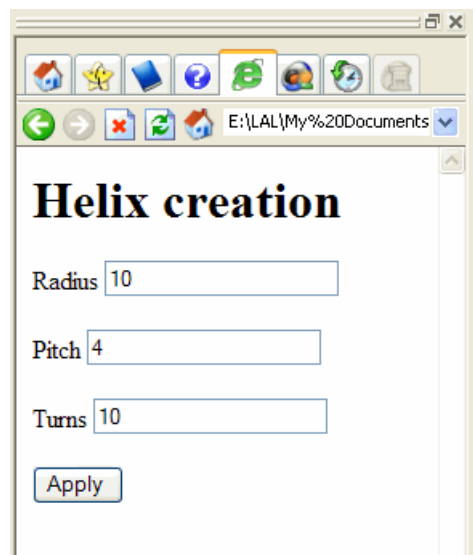 E:\LAL\My%20Documents
Helix creation
Radius 10
Pitch 4
Turns 10
Apply